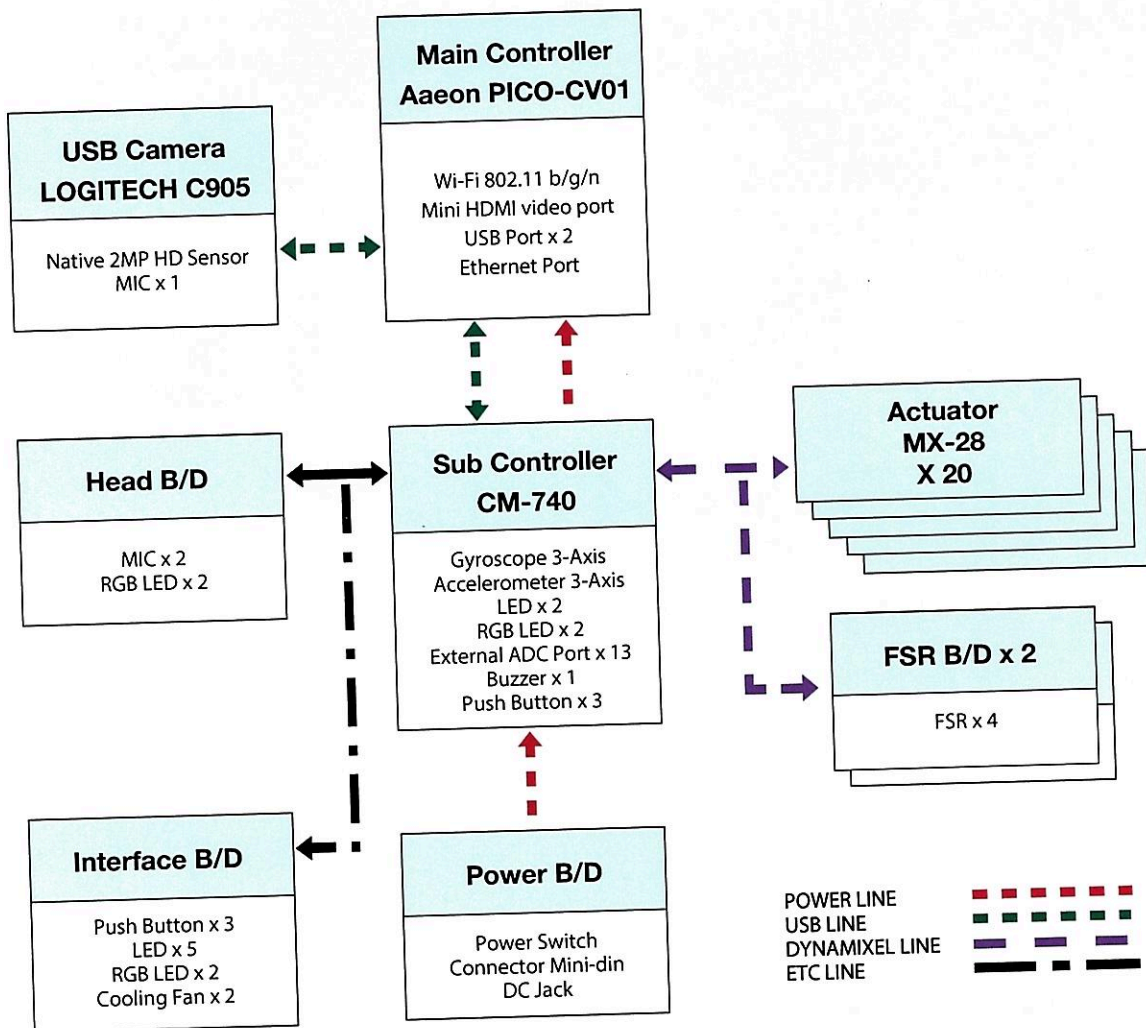 Main Controller
Aaeon PICO-CV01
Wi-Fi 802.11 b/g/n
Mini HDMI video port
USB Port x 2
Ethernet Port
USB Camera
LOGITECH C905
Native 2MP HD Sensor
MIC x 1
Head B/D
MIC x 2
RGB LED x 2
Sub Controller
CM-740
Gyroscope 3-Axis
Accelerometer 3-Axis
LED x 2
RGB LED x 2
External ADC Port x 13
Buzzer x 1
Push Button x 3
Actuator
MX-28
X 20
FSR B/D x 2
FSR x 4
Interface B/D
Push Button x 3
LED x 5
RGB LED x 2
Cooling Fan x 2
Power B/D
Power Switch
Connector Mini-din
DC Jack
POWER LINE
USB LINE
DYNAMIXEL LINE
ETC LINE